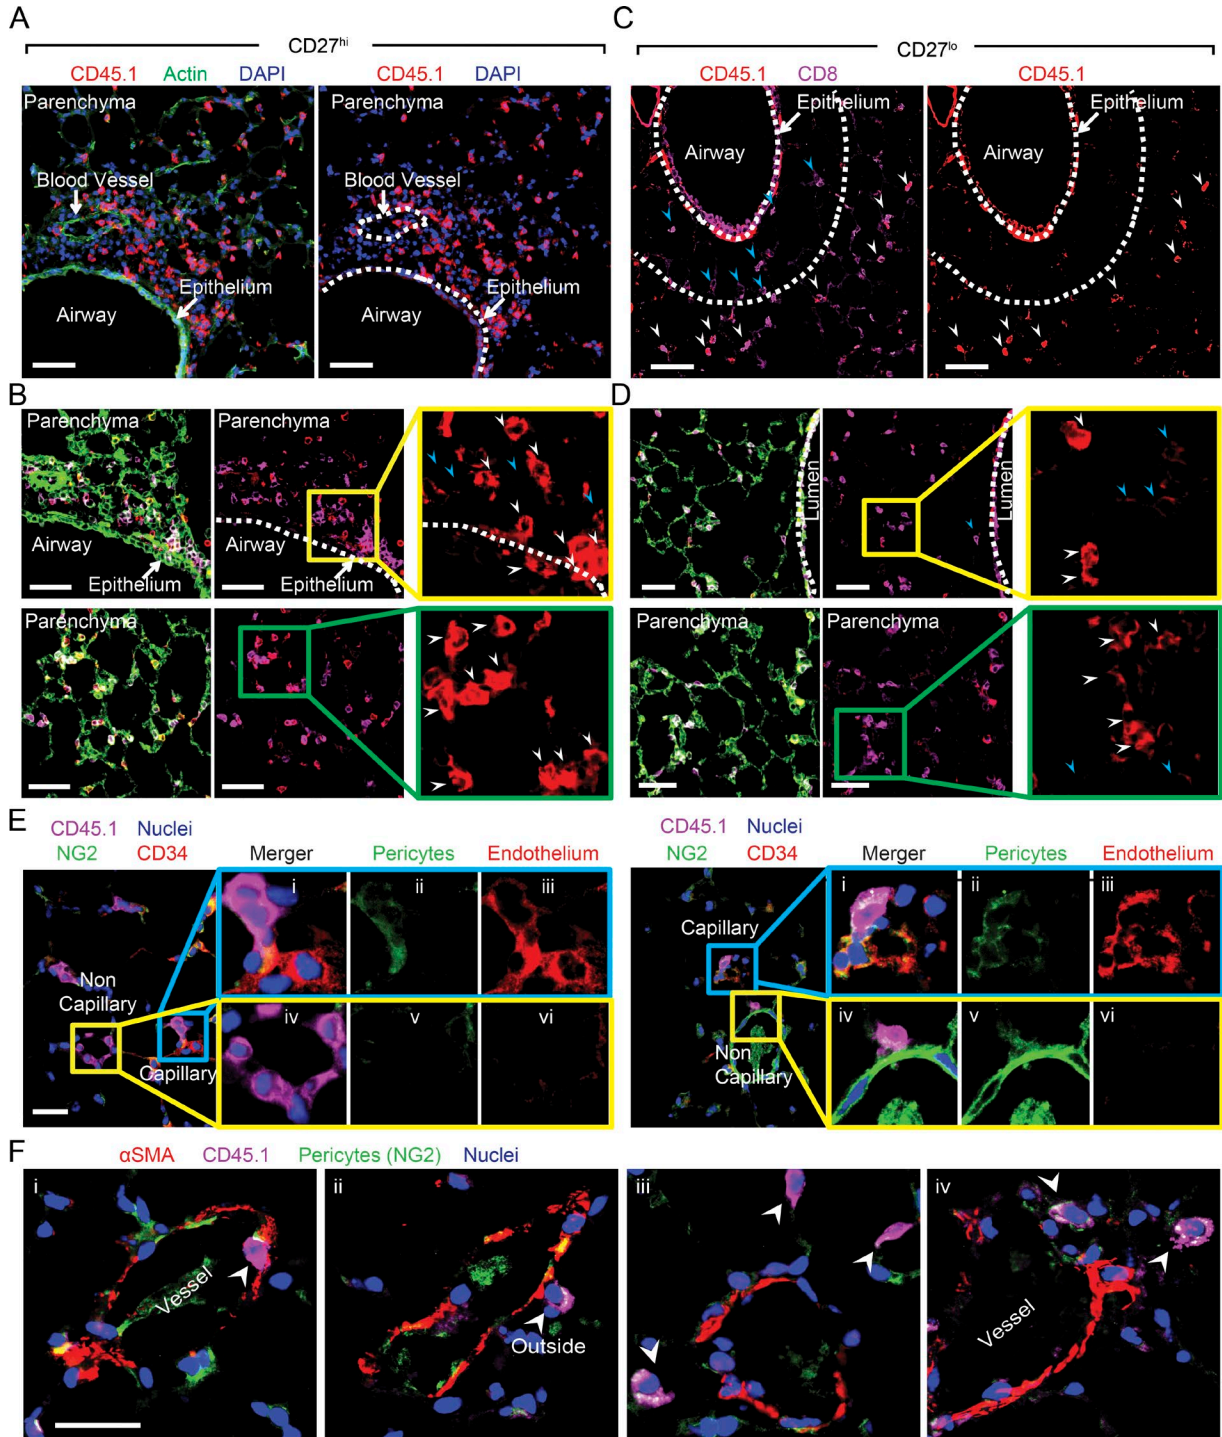 A
CD27hi
CD45.1 Actin DAPI
CD45.1 DAPI
Parenchyma
Blood Vessel
Epithelium
Airway
Parenchyma
Blood Vessel
Epithelium
Airway
C
CD27lo
CD45.1 CD8
CD45.1
Epithelium
Airway
Epithelium
Airway
B
Parenchyma
Airway
Epithelium
Parenchyma
Airway
Epithelium
Parenchyma
D
Lumen
Lumen
Parenchyma
Parenchyma
E
CD45.1 Nuclei
NG2 CD34
Merger
Pericytes
Endothelium
i
ii
iii
Non
Capillary
Capillary
iv
v
vi
CD45.1 Nuclei
NG2 CD34
Merger
Pericytes
Endothelium
i
ii
iii
Capillary
Non
Capillary
iv
v
vi
F
αSMA CD45.1 Pericytes (NG2) Nuclei
i
Vessel
ii
Outside
iii
iv
Vessel